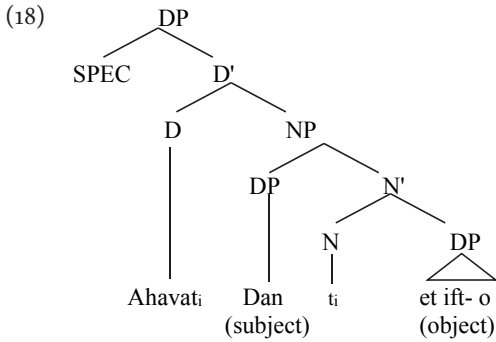 (18) DP
SPEC D'
D NP
DP N'
N DP
Ahavatᵢ Dan tᵢ et ift- o
(subject) (object)